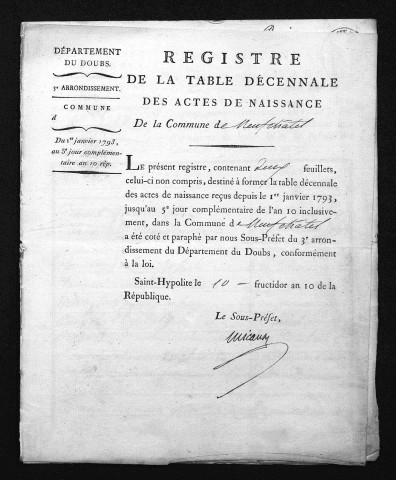 DÉPARTEMENT
DU DOUBS.
3e ARRONDISSEMENT.
COMMUNE
d
Du 1er janvier 1793,
au 5e jour complémen-
taire an 10 rép.
REGISTRE
DE LA TABLE DÉCENNALE
DES ACTES DE NAISSANCE
De la Commune de Neufchatel
LE présent registre, contenant deux feuillets,
celui-ci non compris, destiné à former la table décennale
des actes de naissance reçus depuis le 1er janvier 1793,
jusqu'au 5e jour complémentaire de l'an 10 inclusive-
ment, dans la Commune de Neufchatel
a été coté et paraphé par nous Sous-Préfet du 3e arron-
dissement du Département du Doubs, conformément
à la loi.
Saint-Hypolite le 10 fructidor an 10 de la
République.
Le Sous-Préfet,